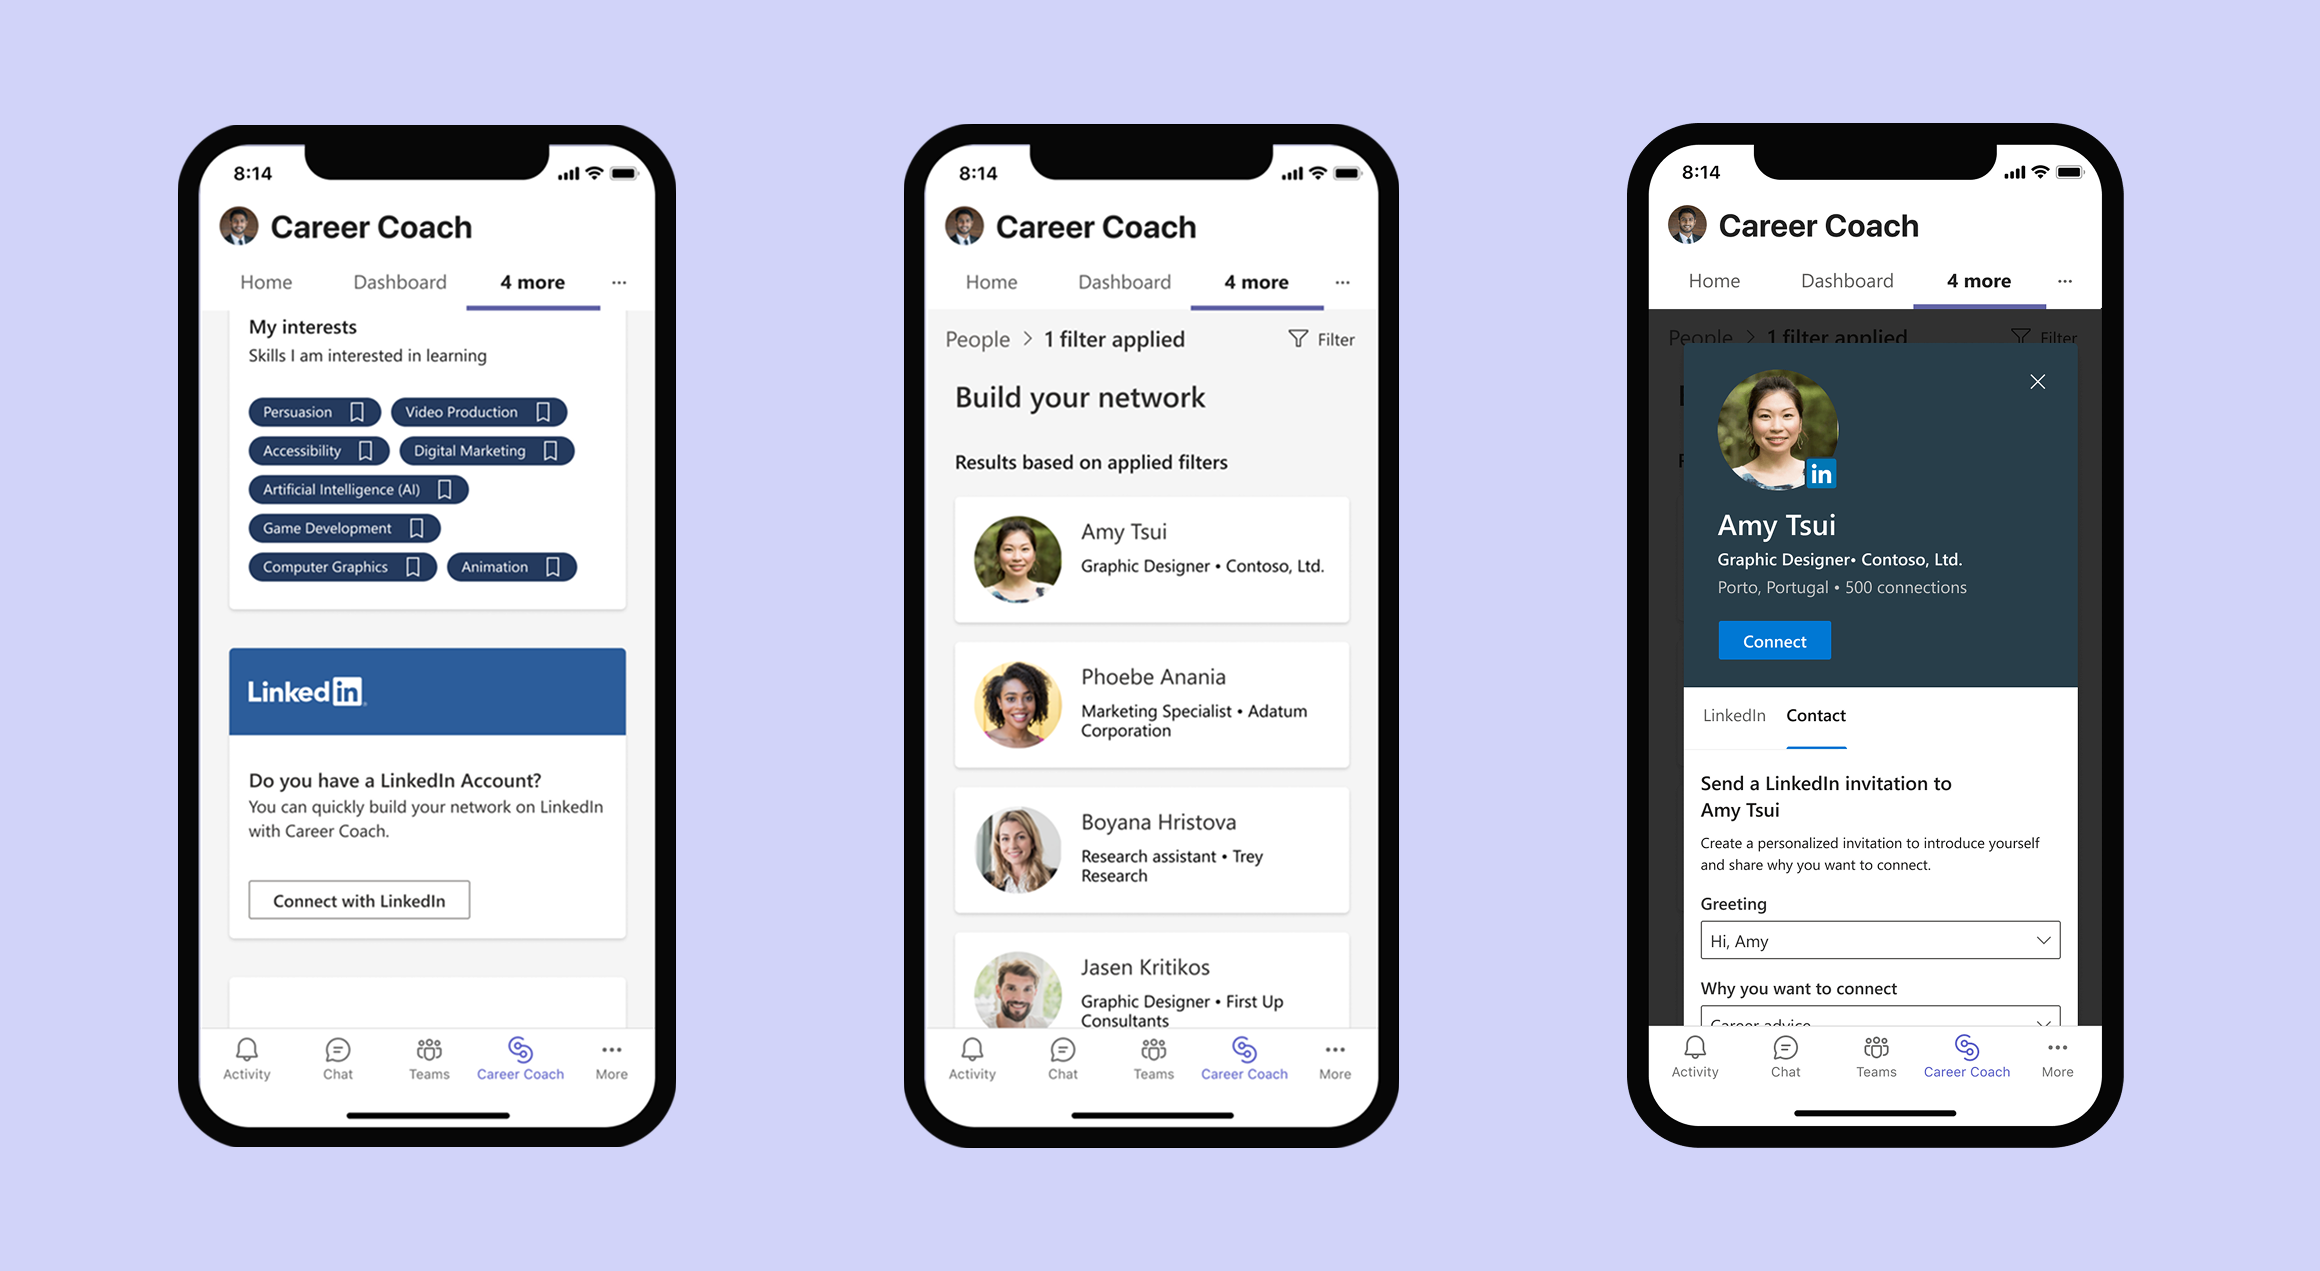 8:14
Career Coach
Home Dashboard 4 more ...
My interests
Skills I am interested in learning
Persuasion Video Production
Accessibility Digital Marketing
Artificial Intelligence (AI)
Game Development
Computer Graphics Animation
Linkedin
Do you have a LinkedIn Account?
You can quickly build your network on LinkedIn
with Career Coach.
Connect with LinkedIn
Activity Chat Teams Career Coach More
8:14
Career Coach
Home Dashboard 4 more ...
People > 1 filter applied Filter
Build your network
Results based on applied filters
Amy Tsui
Graphic Designer • Contoso, Ltd.
Phoebe Anania
Marketing Specialist • Adatum
Corporation
Boyana Hristova
Research assistant • Trey
Research
Jasen Kritikos
Graphic Designer • First Up
Consultants
Activity Chat Teams Career Coach More
8:14
Career Coach
Home Dashboard 4 more ...
People > 1 filter applied Filter
in
Amy Tsui
Graphic Designer• Contoso, Ltd.
Porto, Portugal • 500 connections
Connect
LinkedIn Contact
Send a LinkedIn invitation to
Amy Tsui
Create a personalized invitation to introduce yourself
and share why you want to connect.
Greeting
Hi, Amy
Why you want to connect
Career advice
Activity Chat Teams Career Coach More